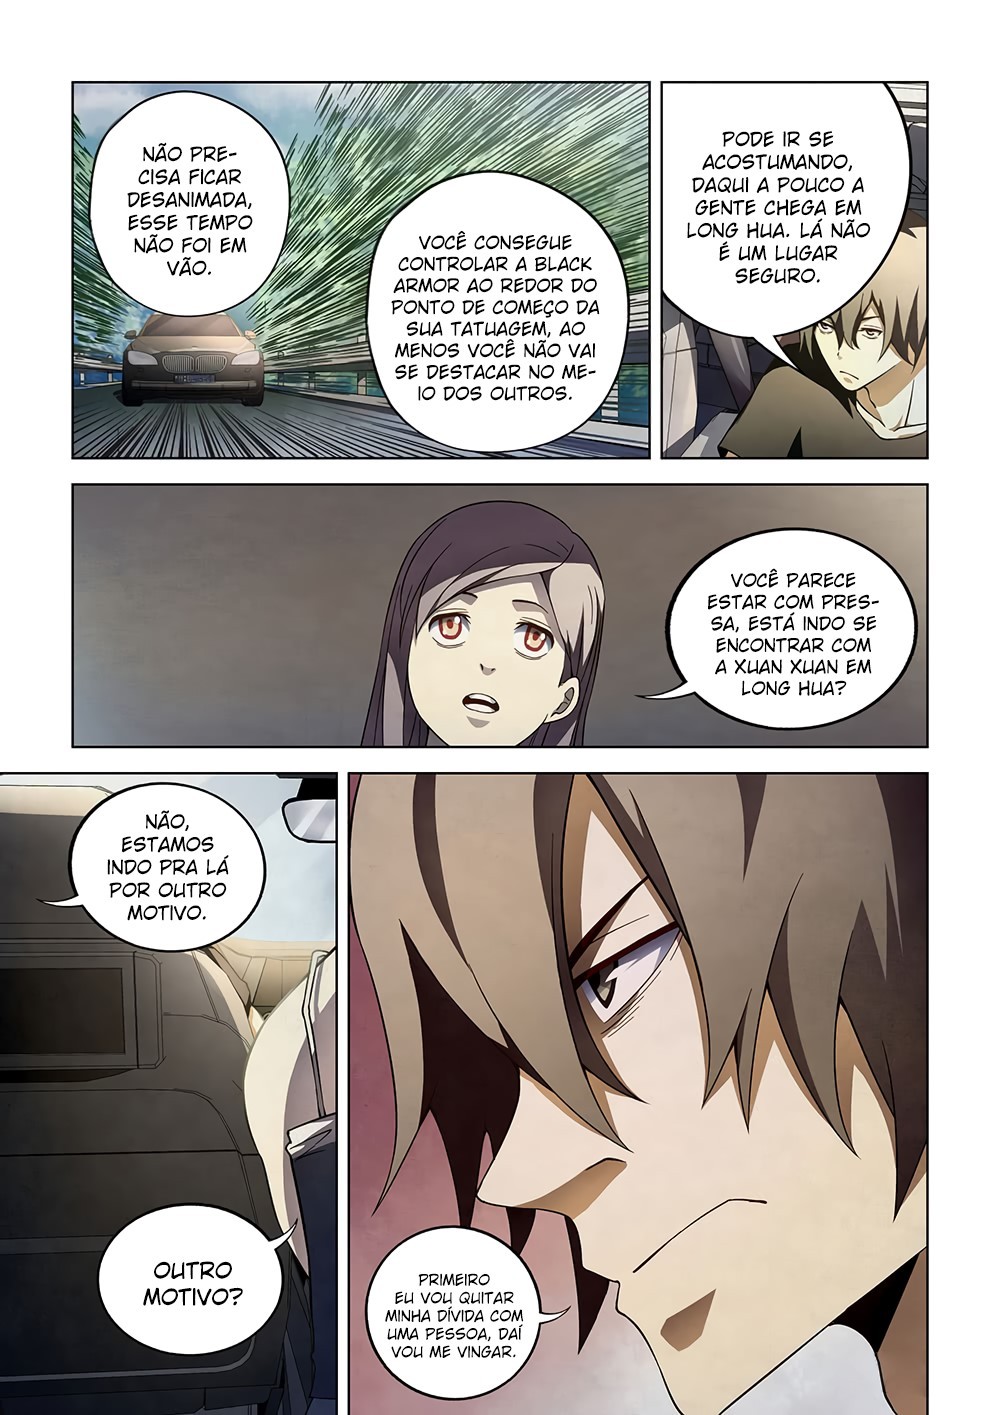 NÃO PRE-
CISA FICAR
DESANIMADA,
ESSE TEMPO
NÃO FOI EM
VÃO.
VOCÊ CONSEGUE
CONTROLAR A BLACK
ARMOR AO REDOR DO
PONTO DE COMEÇO DA
SUA TATUAGEM, AO
MENOS VOCÊ NÃO VAI
SE DESTACAR NO ME-
IO DOS OUTROS.
PODE IR SE
ACOSTUMANDO,
DAQUI A POUCO A
GENTE CHEGA EM
LONG HUA. LÁ NÃO
É UM LUGAR
SEGURO.
VOCÊ PARECE
ESTAR COM PRES-
SA, ESTÁ INDO SE
ENCONTRAR COM
A XUAN XUAN EM
LONG HUA?
NÃO,
ESTAMOS
INDO PRA LÁ
POR OUTRO
MOTIVO.
OUTRO
MOTIVO?
PRIMEIRO
EU VOU QUITAR
MINHA DÍVIDA COM
UMA PESSOA, DAÍ
VOU ME VINGAR.